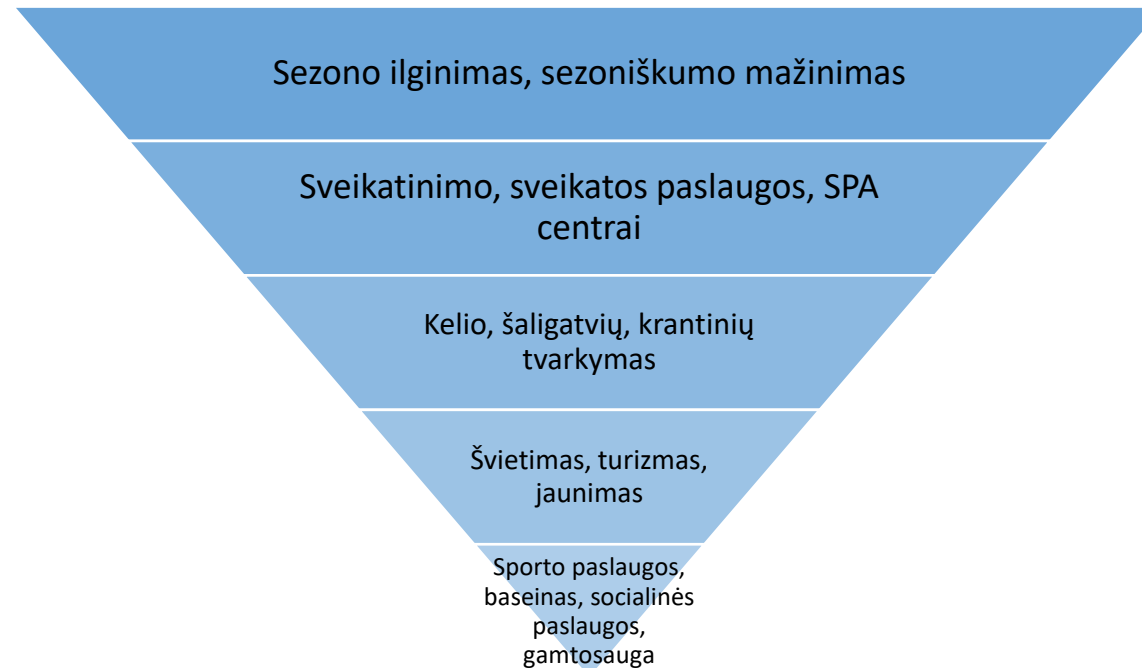 Sezono ilginimas, sezoniškumo mažinimas
Sveikatinimo, sveikatos paslaugos, SPA
centrai
Kelio, šaligatvių, krantinių
tvarkymas
Švietimas, turizmas,
jaunimas
Sporto paslaugos,
baseinas, socialinės
paslaugos,
gamtosauga